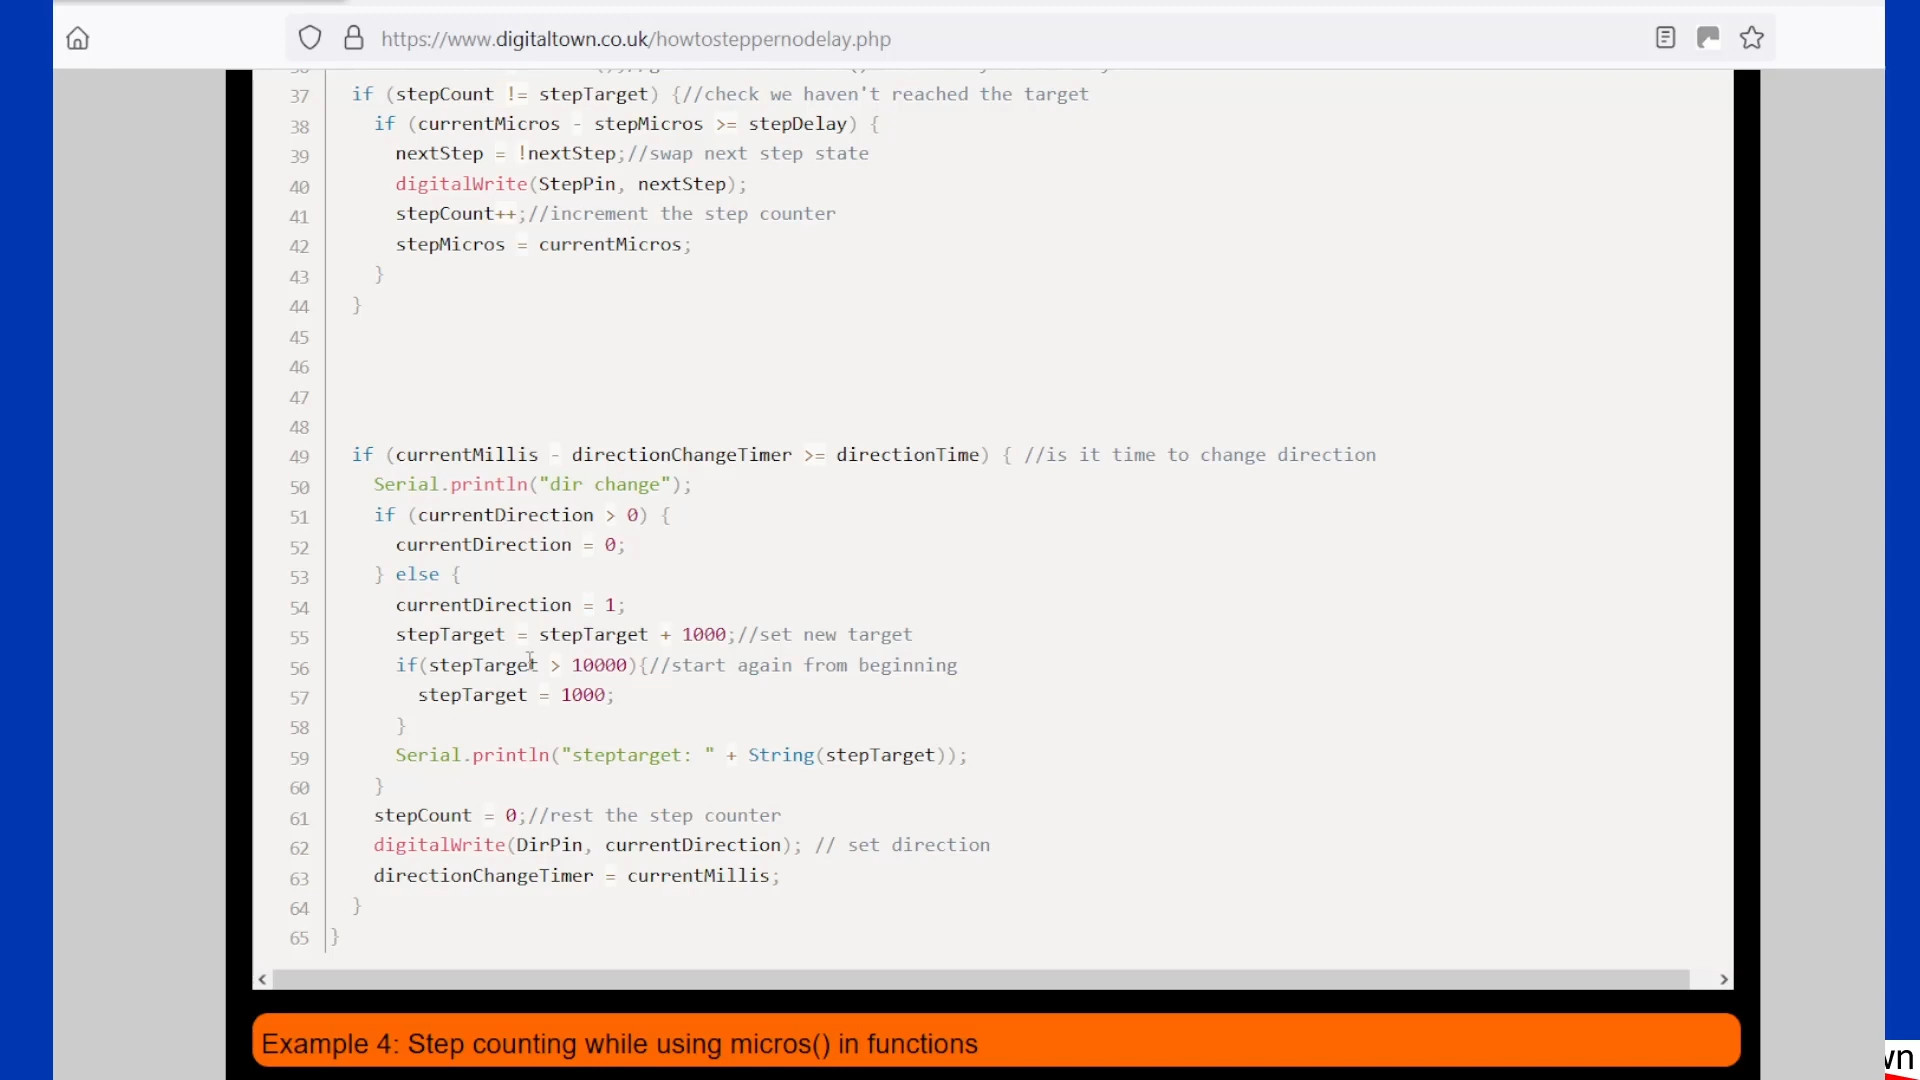 https://www.digitaltown.co.uk/howtosteppernodelay.php
37 if (stepCount != stepTarget) {//check we haven't reached the target
38 if (currentMicros - stepMicros >= stepDelay) {
39 nextStep = !nextStep;//swap next step state
40 digitalWrite(StepPin, nextStep);
41 stepCount++;//increment the step counter
42 stepMicros = currentMicros;
43 }
44 }
45
46
47
48
49 if (currentMillis - directionChangeTimer >= directionTime) { //is it time to change direction
50 Serial.println("dir change");
51 if (currentDirection > 0) {
52 currentDirection = 0;
53 } else {
54 currentDirection = 1;
55 stepTarget = stepTarget + 1000;//set new target
56 if(stepTarget > 10000){//start again from beginning
57 stepTarget = 1000;
58 }
59 Serial.println("steptarget: " + String(stepTarget));
60 }
61 stepCount = 0;//rest the step counter
62 digitalWrite(DirPin, currentDirection); // set direction
63 directionChangeTimer = currentMillis;
64 }
65 }
Example 4: Step counting while using micros() in functions
wn